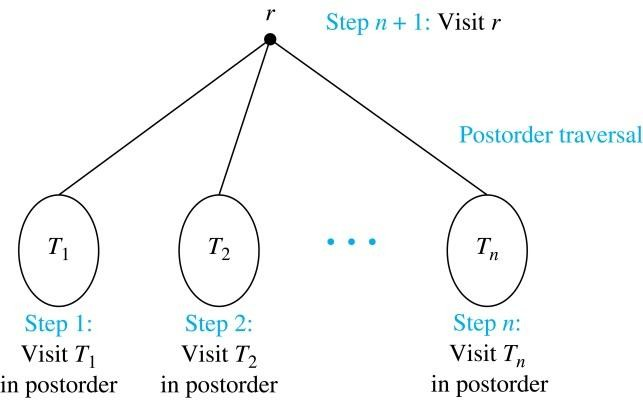 r
Step n + 1: Visit r
Postorder traversal
T₁
T₂
. . .
Tₙ
Step 1:
Visit T₁
in postorder
Step 2:
Visit T₂
in postorder
Step n:
Visit Tₙ
in postorder